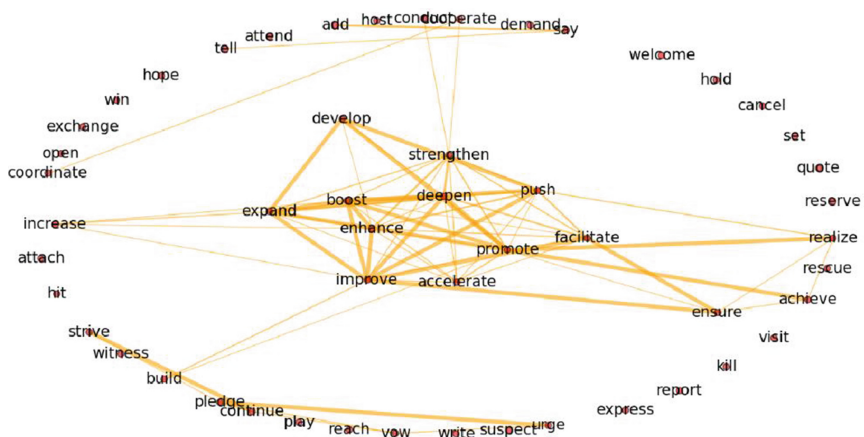 conduct cooperate
host
add
demand
say
attend
tell
welcome
hope
hold
win
cancel
develop
exchange
set
open
strengthen
quote
coordinate
push
deepen
boost
reserve
expand
increase
enhance
facilitate
realize
promote
attach
rescue
improve
accelerate
hit
achieve
ensure
strive
visit
witness
kill
build
report
pledge
continue
express
play
urge
reach
vow
write
suspect